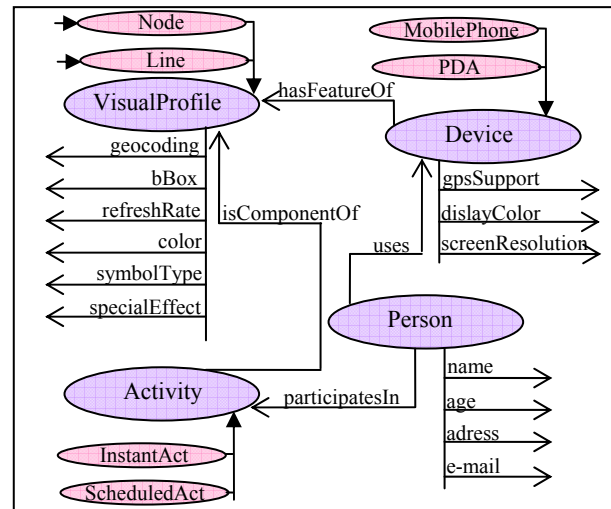 Node
Line
VisualProfile
geocoding
bBox
refreshRate
color
symbolType
specialEffect
hasFeatureOf
MobilePhone
PDA
Device
gpsSupport
dislayColor
screenResolution
isComponentOf
uses
Person
name
age
adress
e-mail
participatesIn
Activity
InstantAct
ScheduledAct